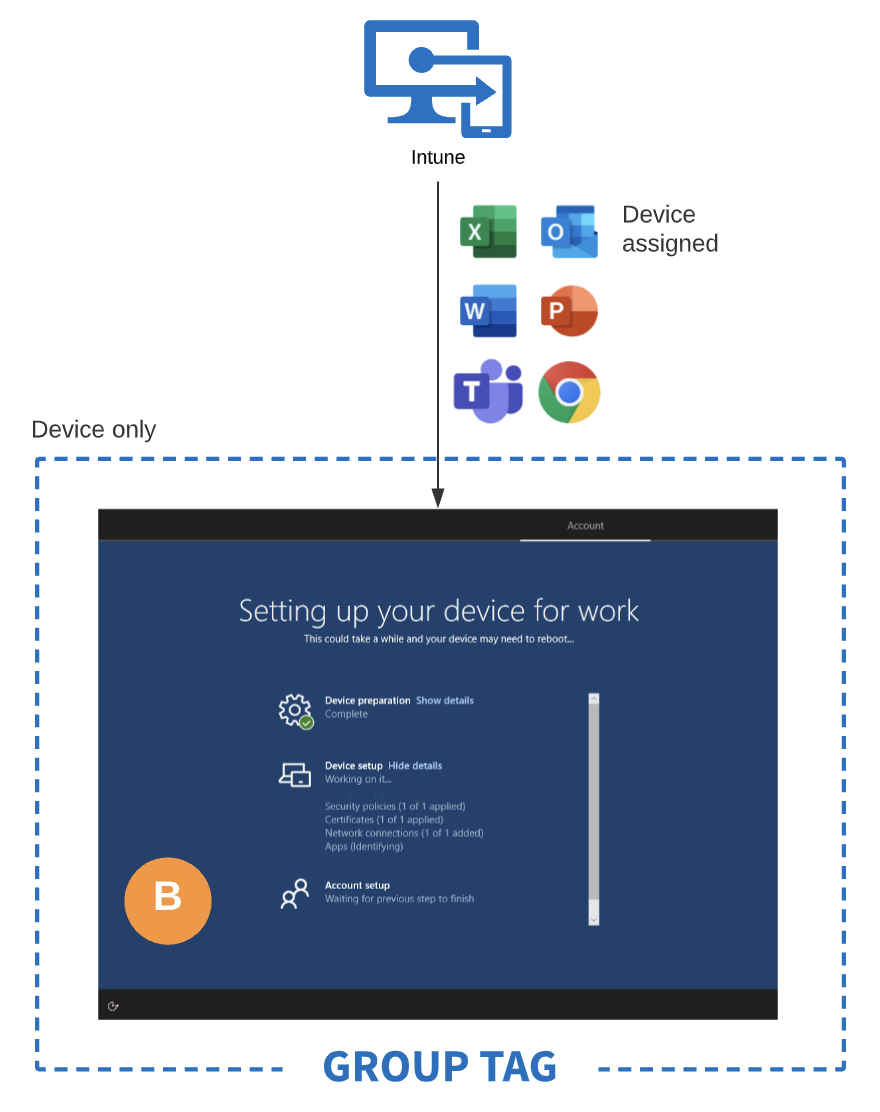 Intune
X
O
Device
assigned
W
P
T
Device only
Account
Setting up your device for work
This could take a while and your device may need to reboot...
Device preparation Show details
Complete
Device setup Hide details
Working on it...
Security policies (1 of 1 applied)
Certificates (1 of 1 applied)
Network connections (1 of 1 added)
Apps (Identifying)
Account setup
Waiting for previous step to finish
B
GROUP TAG